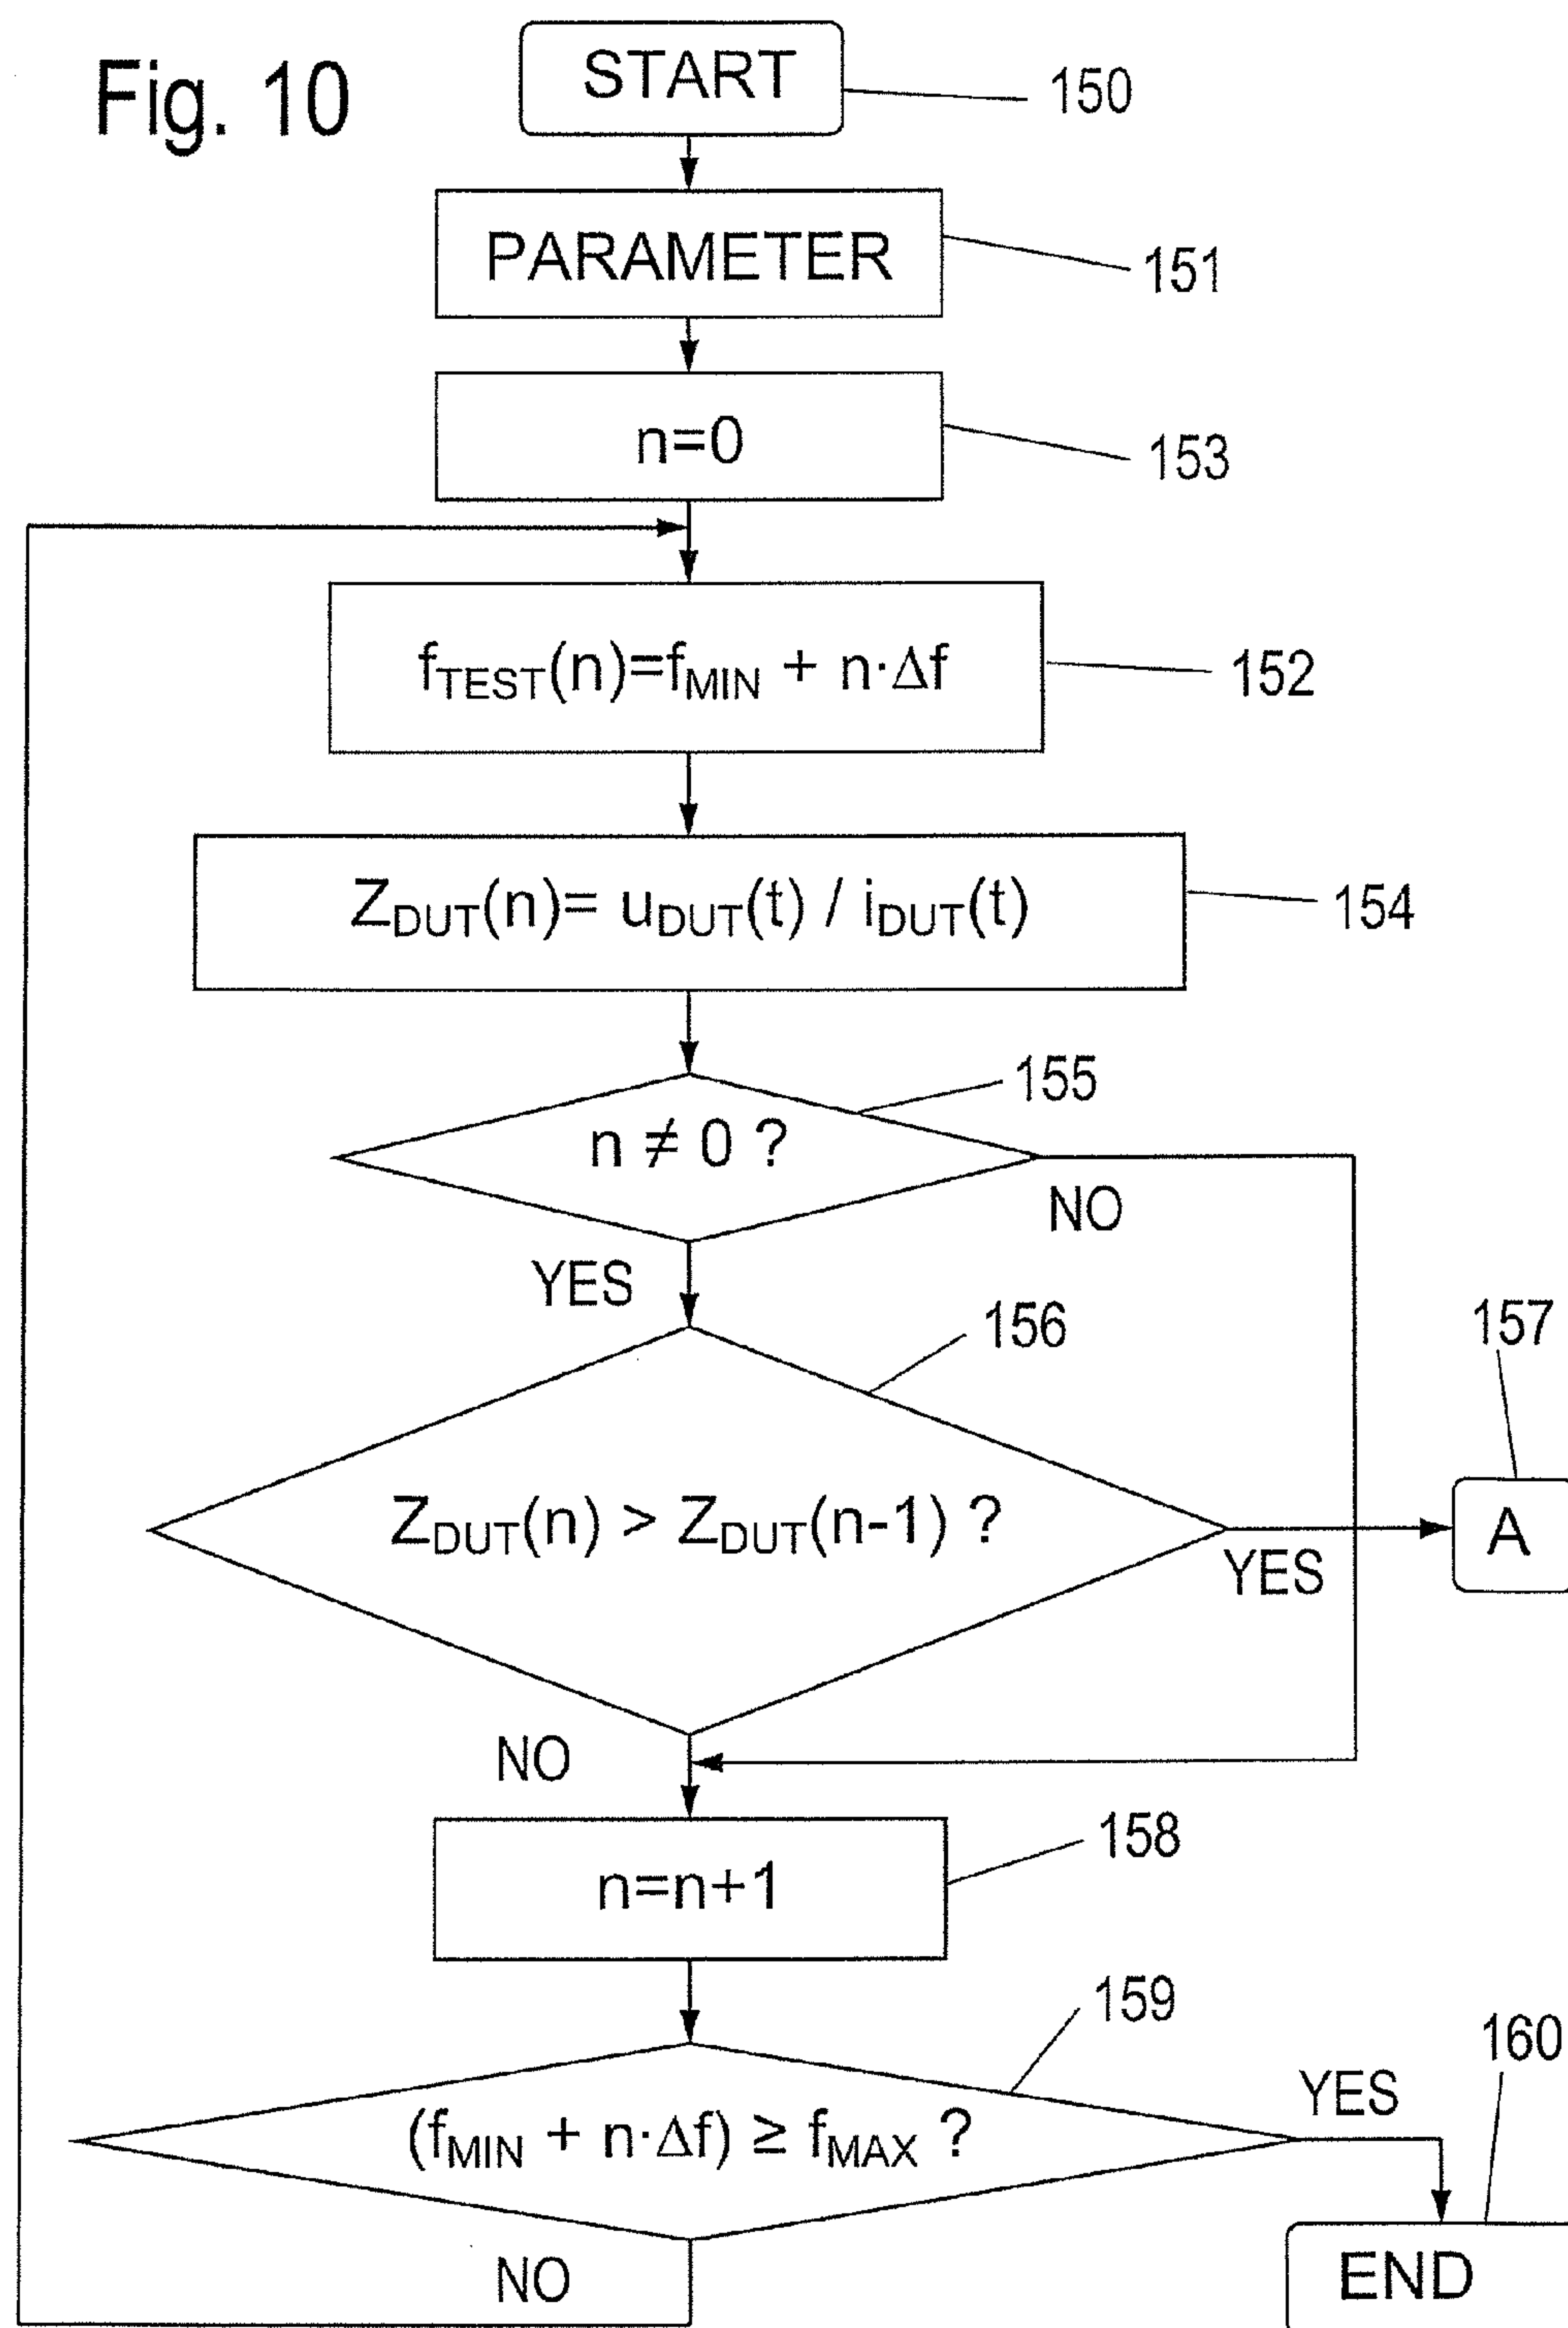 Fig. 10
START
150
PARAMETER
151
n=0
153
fTEST(n)=fMIN + n·Δf
152
ZDUT(n)= uDUT(t) / iDUT(t)
154
155
n ≠ 0 ?
NO
YES
156
157
ZDUT(n) > ZDUT(n-1) ?
A
YES
NO
158
n=n+1
159
160
YES
(fMIN + n·Δf) ≥ fMAX ?
NO
END